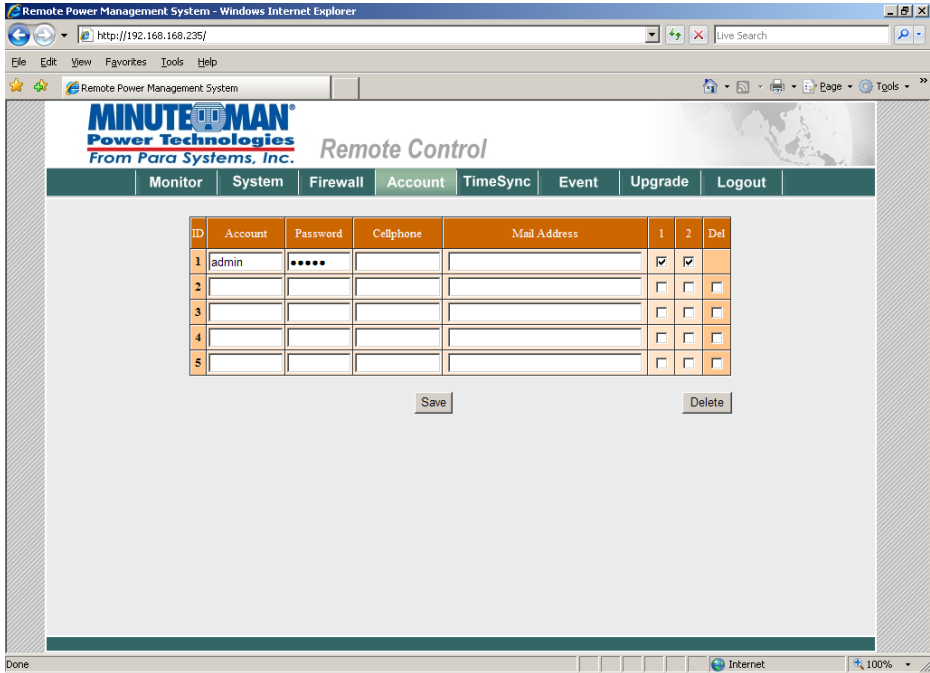 Remote Power Management System - Windows Internet Explorer
http://192.168.168.235/
Live Search
File Edit View Favorites Tools Help
Remote Power Management System
Page Tools »
MINUTEMAN®
Power Technologies
From Para Systems, Inc.
Remote Control
Monitor System Firewall Account TimeSync Event Upgrade Logout
ID Account Password Cellphone Mail Address 1 2 Del
1 admin •••••
2
3
4
5
Save Delete
Done Internet 100%